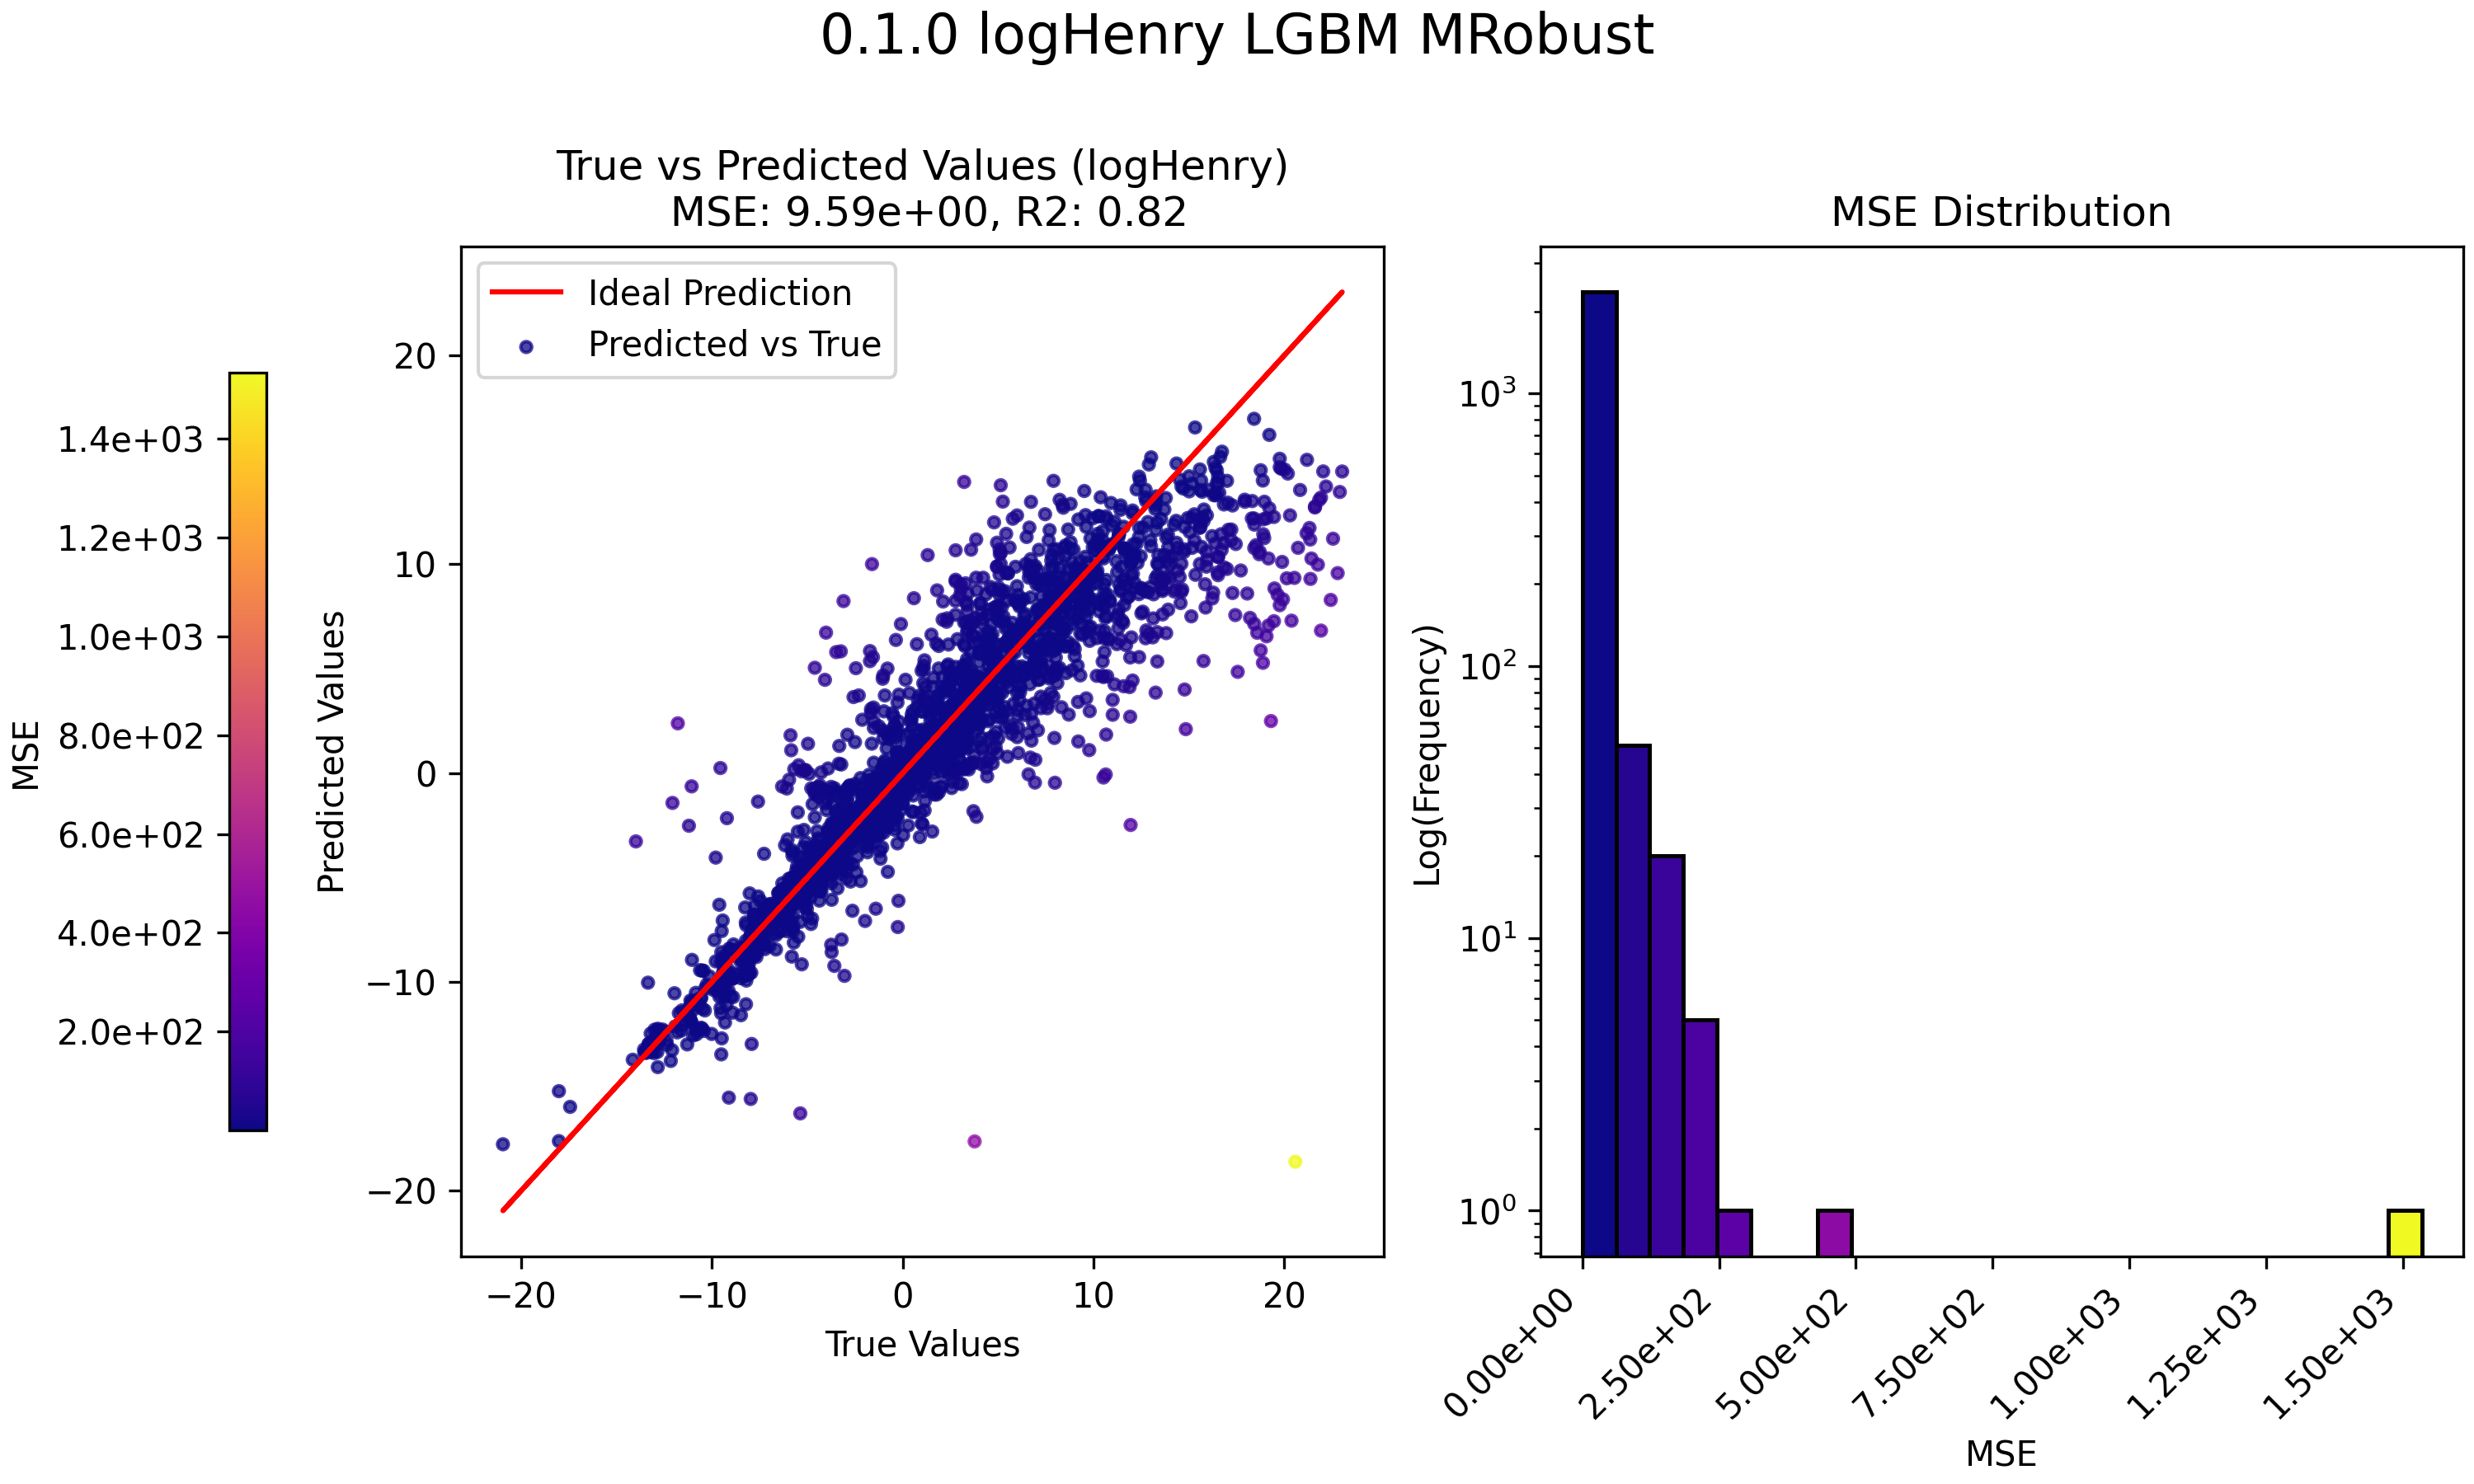 0.1.0 logHenry LGBM MRobust
True vs Predicted Values (logHenry)
MSE: 9.59e+00, R2: 0.82
MSE Distribution
Ideal Prediction
Predicted vs True
MSE
1.4e+03
1.2e+03
1.0e+03
8.0e+02
6.0e+02
4.0e+02
2.0e+02
Predicted Values
20
10
0
−10
−20
−20
−10
0
10
20
True Values
Log(Frequency)
10³
10²
10¹
10⁰
0.00e+00
2.50e+02
5.00e+02
7.50e+02
1.00e+03
1.25e+03
1.50e+03
MSE